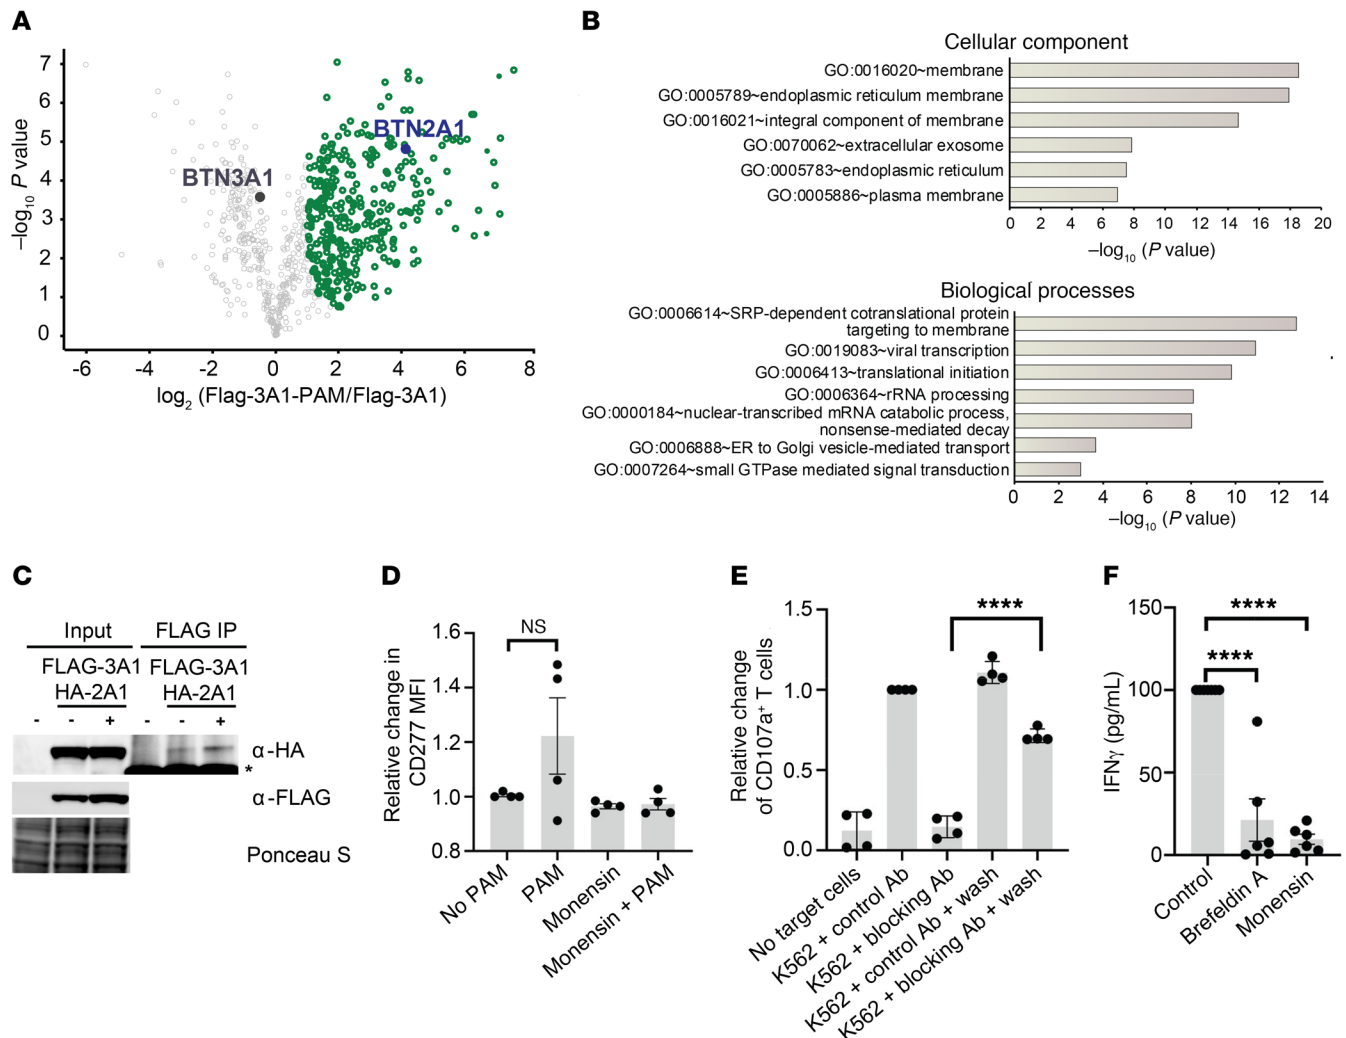 A
7
6
5
4
3
2
1
0
–log10 P value
BTN2A1
BTN3A1
-6
-4
-2
0
2
4
6
8
log2 (Flag-3A1-PAM/Flag-3A1)
B
Cellular component
GO:0016020~membrane
GO:0005789~endoplasmic reticulum membrane
GO:0016021~integral component of membrane
GO:0070062~extracellular exosome
GO:0005783~endoplasmic reticulum
GO:0005886~plasma membrane
0 2 4 6 8 10 12 14 16 18 20
–log10 (P value)
Biological processes
GO:0006614~SRP-dependent cotranslational protein
targeting to membrane
GO:0019083~viral transcription
GO:0006413~translational initiation
GO:0006364~rRNA processing
GO:0000184~nuclear-transcribed mRNA catabolic process,
nonsense-mediated decay
GO:0006888~ER to Golgi vesicle-mediated transport
GO:0007264~small GTPase mediated signal transduction
0 2 4 6 8 10 12 14
–log10 (P value)
C
Input FLAG IP
FLAG-3A1 FLAG-3A1
HA-2A1 HA-2A1
- - + - - +
α-HA
*
α-FLAG
Ponceau S
D
Relative change in
CD277 MFI
1.6
1.4
1.2
1.0
0.8
NS
No PAM
PAM
Monensin
Monensin + PAM
E
Relative change
of CD107a+ T cells
1.5
1.0
0.5
0.0
****
No target cells
K562 + control Ab
K562 + blocking Ab
K562 + control Ab + wash
K562 + blocking Ab + wash
F
IFNγ (pg/mL)
150
100
50
0
****
****
Control
Brefeldin A
Monensin